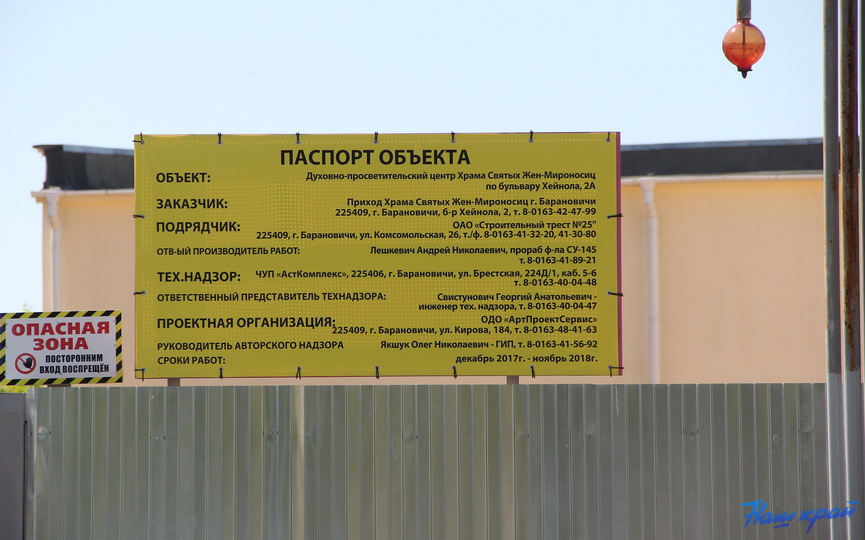 ПАСПОРТ ОБЪЕКТА
ОБЪЕКТ: Духовно-просветительский центр Храма Святых Жен-Мироносиц
по бульвару Хейнола, 2А
ЗАКАЗЧИК: Приход Храма Святых Жен-Мироносиц г. Барановичи
225409, г. Барановичи, б-р Хейнола, 2, т. 8-0163-42-47-99
ПОДРЯДЧИК: ОАО «Строительный трест №25"
225409, г. Барановичи, ул. Комсомольская, 26, т./ф. 8-0163-41-32-20, 41-30-80
ОТВ-ЫЙ ПРОИЗВОДИТЕЛЬ РАБОТ: Лешкевич Андрей Николаевич, прораб ф-ла СУ-145
т. 8-0163-41-89-21
ТЕХ.НАДЗОР: ЧУП «АстКомплекс», 225406, г. Барановичи, ул. Брестская, 224Д/1, каб. 5-6
т. 8-0163-40-04-48
ОТВЕТСТВЕННЫЙ ПРЕДСТАВИТЕЛЬ ТЕХНАДЗОРА: Свистунович Георгий Анатольевич -
инженер тех. надзора, т. 8-0163-40-04-47
ПРОЕКТНАЯ ОРГАНИЗАЦИЯ: ОДО «АртПроектСервис»
225409, г. Барановичи, ул. Кирова, 184, т. 8-0163-48-41-63
РУКОВОДИТЕЛЬ АВТОРСКОГО НАДЗОРА Якшук Олег Николаевич - ГИП, т. 8-0163-41-56-92
СРОКИ РАБОТ: декабрь 2017г. - ноябрь 2018г.
ОПАСНАЯ
ЗОНА
ПОСТОРОННИМ
ВХОД ВОСПРЕЩЁН
Наш край